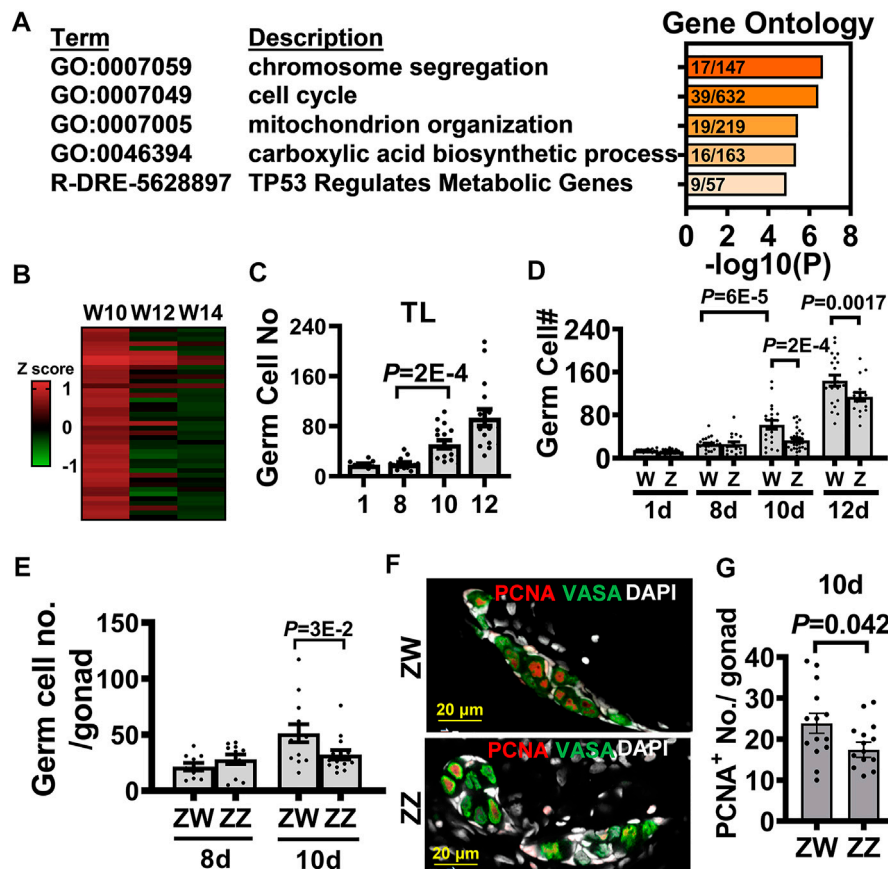 A
Term Description
GO:0007059 chromosome segregation
GO:0007049 cell cycle
GO:0007005 mitochondrion organization
GO:0046394 carboxylic acid biosynthetic process
R-DRE-5628897 TP53 Regulates Metabolic Genes
Gene Ontology
17/147
39/632
19/219
16/163
9/57
0 2 4 6 8
-log10(P)
B
W10 W12 W14
Z score
1
0
-1
C
TL
Germ Cell No
240
160
80
0
P=2E-4
1 8 10 12
D
Germ Cell#
240
160
80
0
P=6E-5
P=2E-4
P=0.0017
W Z W Z W Z W Z
1d 8d 10d 12d
E
Germ cell no.
/gonad
150
100
50
0
P=3E-2
ZW ZZ ZW ZZ
8d 10d
F
ZW
PCNA VASA DAPI
20 µm
ZZ
PCNA VASA DAPI
20 µm
G
10d
P=0.042
PCNA+ No./ gonad
40
30
20
10
0
ZW ZZ